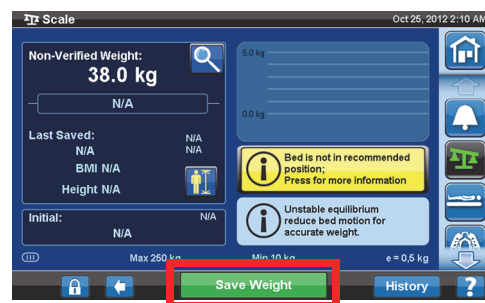 Scale
Oct 25, 2012 2:10 AM
Non-Verified Weight:
38.0 kg
N/A
Last Saved:
N/A
N/A
N/A
BMI N/A
Height N/A
Initial:
N/A
N/A
5.0 kg
0.0 kg
Bed is not in recommended
position;
Press for more information
Unstable equilibrium
reduce bed motion for
accurate weight.
Max 250 kg
Min 10 kg
e = 0,5 kg
Save Weight
History
?